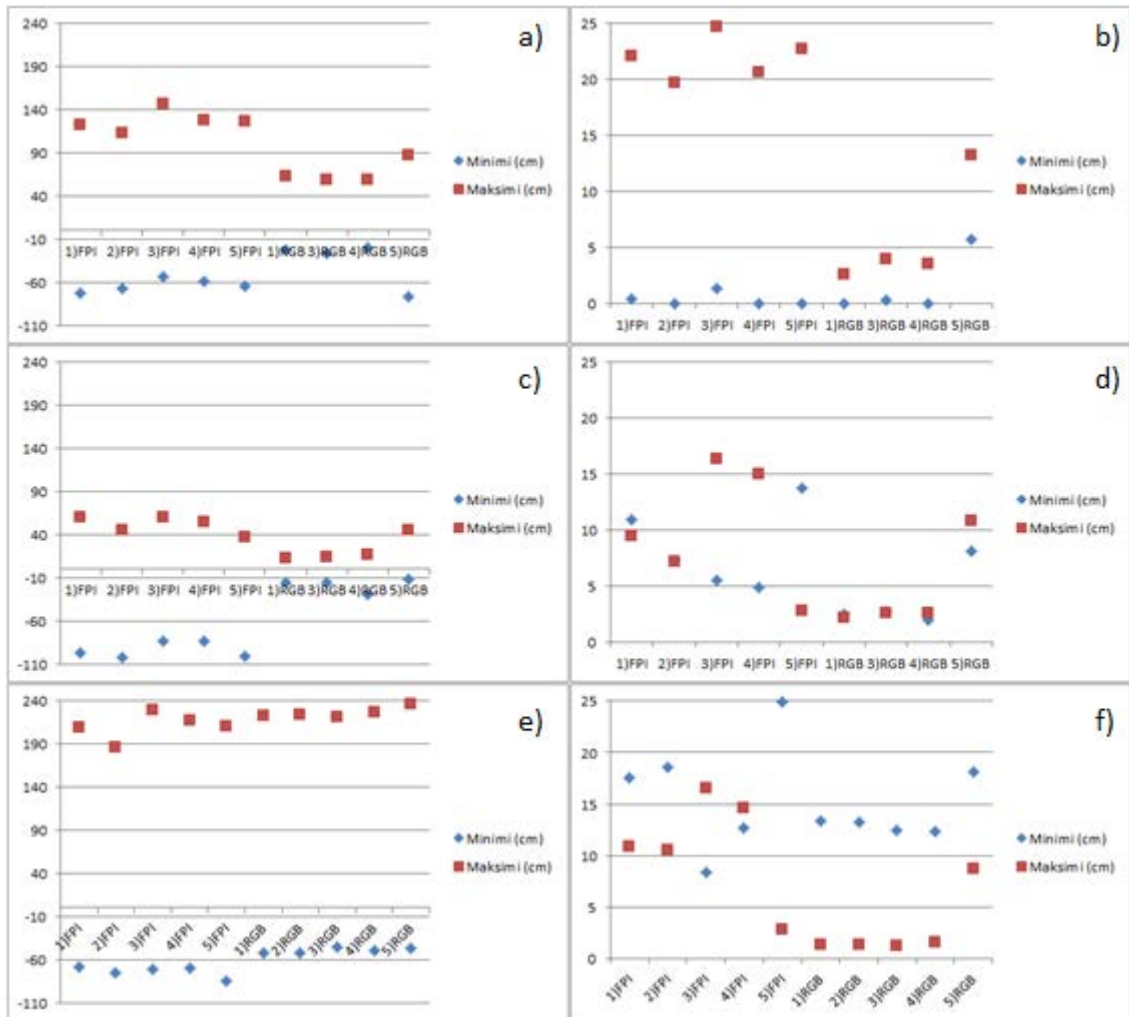 240
190
140
90
40
-10
-60
-110
1)FPI 2)FPI 3)FPI 4)FPI 5)FPI 1)RGB 3)RGB 4)RGB 5)RGB
Minimi (cm)
Maksimi (cm)
a)
25
20
15
10
5
0
1)FPI 2)FPI 3)FPI 4)FPI 5)FPI 1)RGB 3)RGB 4)RGB 5)RGB
Minimi (cm)
Maksimi (cm)
b)
240
190
140
90
40
-10
-60
-110
1)FPI 2)FPI 3)FPI 4)FPI 5)FPI 1)RGB 3)RGB 4)RGB 5)RGB
Minimi (cm)
Maksimi (cm)
c)
25
20
15
10
5
0
1)FPI 2)FPI 3)FPI 4)FPI 5)FPI 1)RGB 3)RGB 4)RGB 5)RGB
Minimi (cm)
Maksimi (cm)
d)
240
190
140
90
40
-10
-60
-110
1)FPI 2)FPI 3)FPI 4)FPI 5)FPI 1)RGB 2)RGB 3)RGB 4)RGB 5)RGB
Minimi (cm)
Maksimi (cm)
e)
25
20
15
10
5
0
1)FPI 2)FPI 3)FPI 4)FPI 5)FPI 1)RGB 2)RGB 3)RGB 4)RGB 5)RGB
Minimi (cm)
Maksimi (cm)
f)